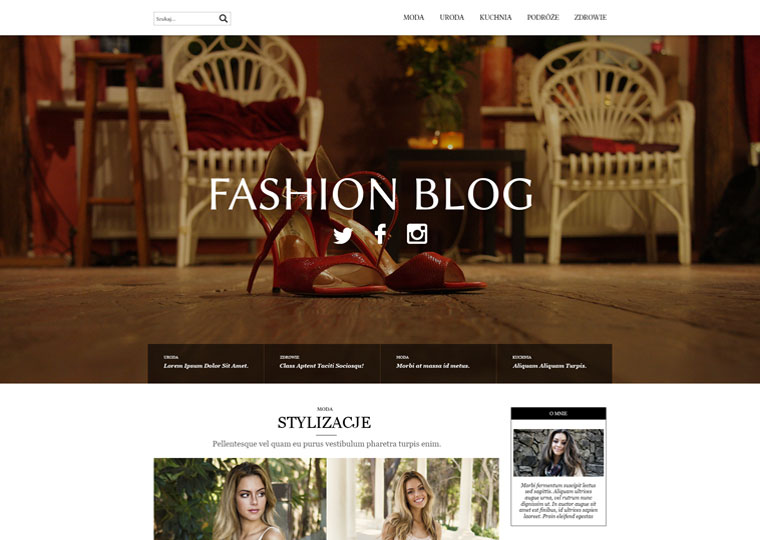 Szukaj...
MODA URODA KUCHNIA PODRÓŻE ZDROWIE
FASHION BLOG
URODA
Lorem Ipsum Dolor Sit Amet.
ZDROWIE
Class Aptent Taciti Sociosqu!
MODA
Morbi at massa id metus.
KUCHNIA
Aliquam Aliquam Turpis.
MODA
STYLIZACJE
Pellentesque vel quam eu purus vestibulum pharetra turpis enim.
O MNIE
Morbi fermentum suscipit lectus
sed sagittis. Aliquam ultrices
augue urna, vel rutrum nunc
dignissim ut. In auctor augue sit
amet est finibus, id ultrices sapien
laoreet. Proin eleifend egestas